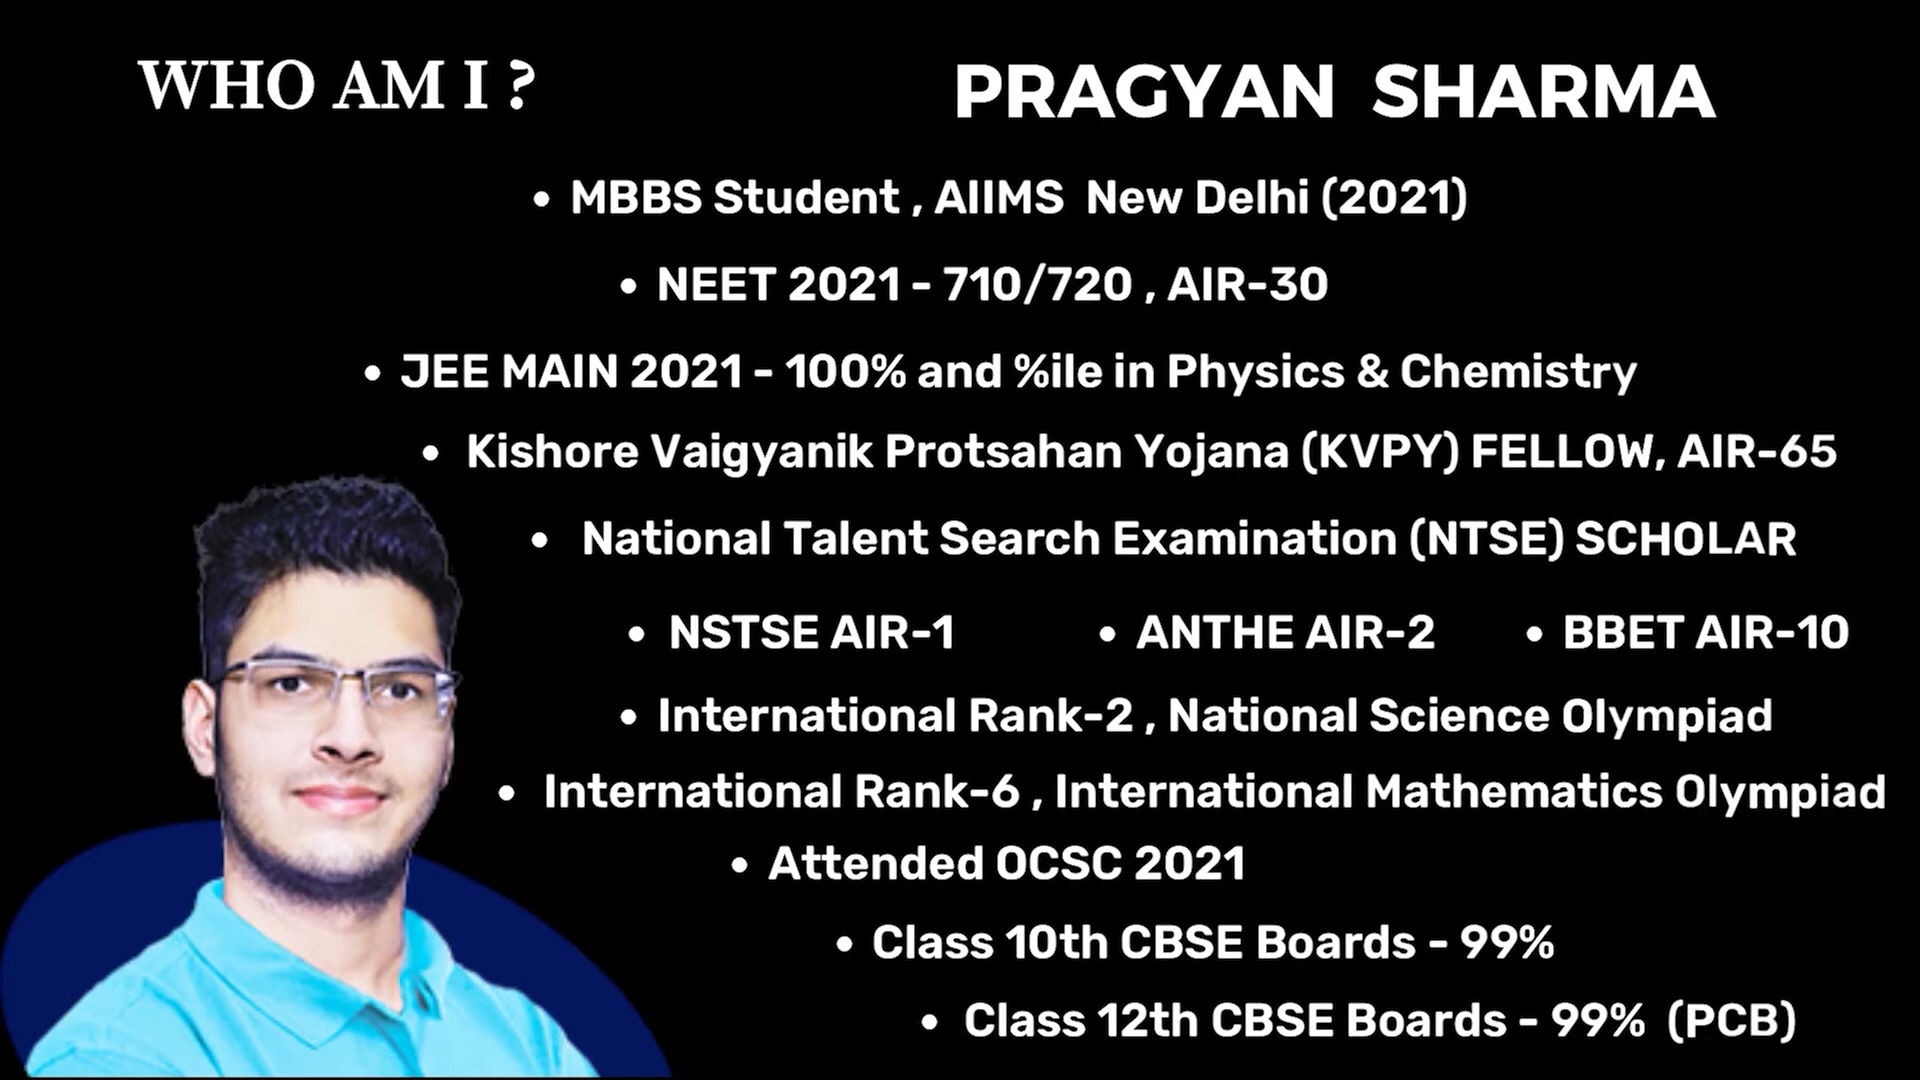 WHO AM I ?
PRAGYAN SHARMA
• MBBS Student , AIIMS New Delhi (2021)
• NEET 2021 - 710/720 , AIR-30
• JEE MAIN 2021 - 100% and %ile in Physics & Chemistry
• Kishore Vaigyanik Protsahan Yojana (KVPY) FELLOW, AIR-65
• National Talent Search Examination (NTSE) SCHOLAR
• NSTSE AIR-1 • ANTHE AIR-2 • BBET AIR-10
• International Rank-2 , National Science Olympiad
• International Rank-6 , International Mathematics Olympiad
• Attended OCSC 2021
• Class 10th CBSE Boards - 99%
• Class 12th CBSE Boards - 99% (PCB)